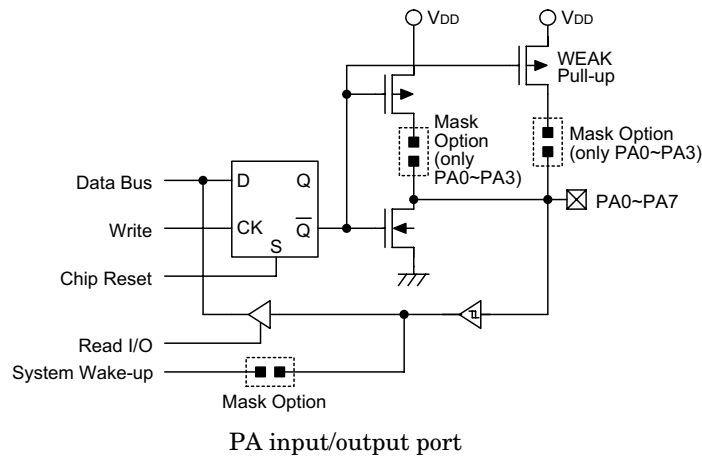 VDD
VDD
WEAK
Pull-up
Mask
Option
(only
PA0~PA3)
Mask Option
(only PA0~PA3)
Data Bus
D
Q
PA0~PA7
Write
CK
Q
S
Chip Reset
Read I/O
System Wake-up
Mask Option
PA input/output port